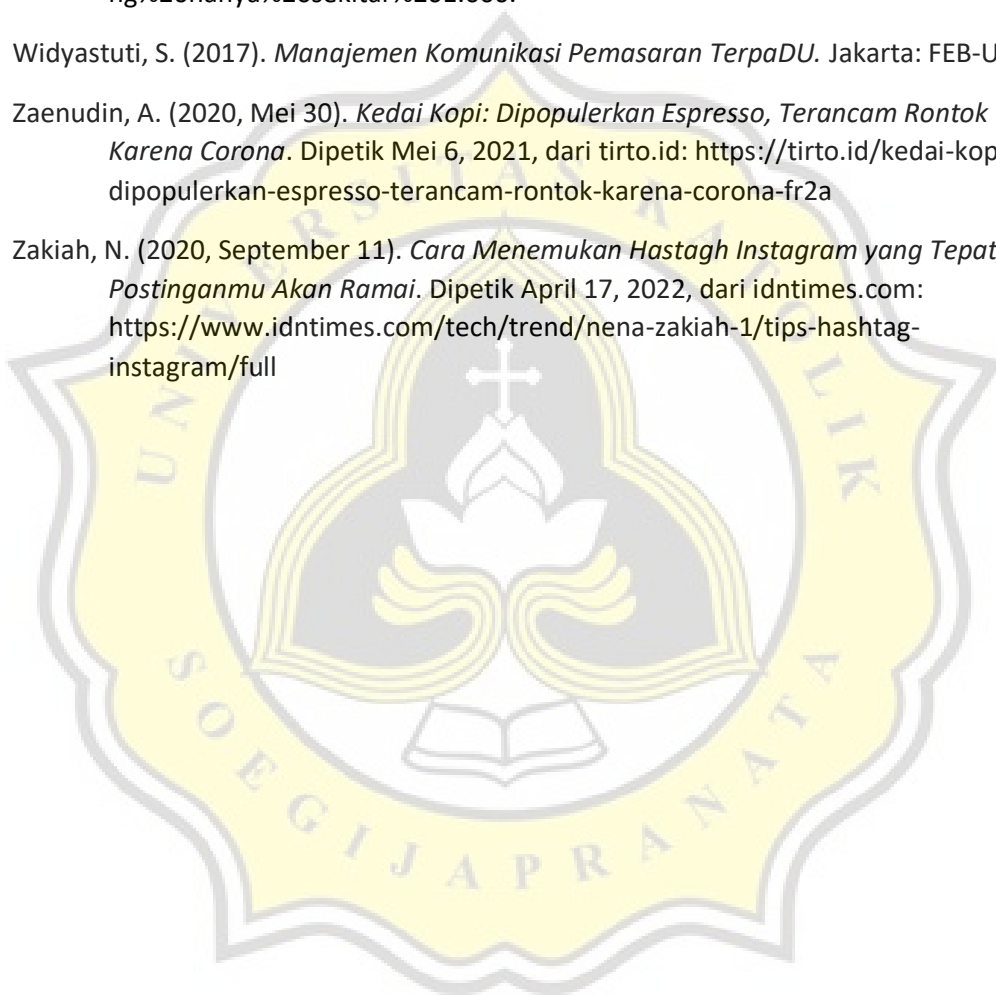 Widyastuti, S. (2017). Manajemen Komunikasi Pemasaran TerpaDU. Jakarta: FEB-U
Zaenudin, A. (2020, Mei 30). Kedai Kopi: Dipopulerkan Espresso, Terancam Rontok
Karena Corona. Dipetik Mei 6, 2021, dari tirto.id: https://tirto.id/kedai-kop
dipopulerkan-espresso-terancam-rontok-karena-corona-fr2a
Zakiah, N. (2020, September 11). Cara Menemukan Hastagh Instagram yang Tepat
Postinganmu Akan Ramai. Dipetik April 17, 2022, dari idntimes.com:
https://www.idntimes.com/tech/trend/nena-zakiah-1/tips-hashtag-
instagram/full
UNIVERSITAS KATOLIK
SOEGIJAPRANATA